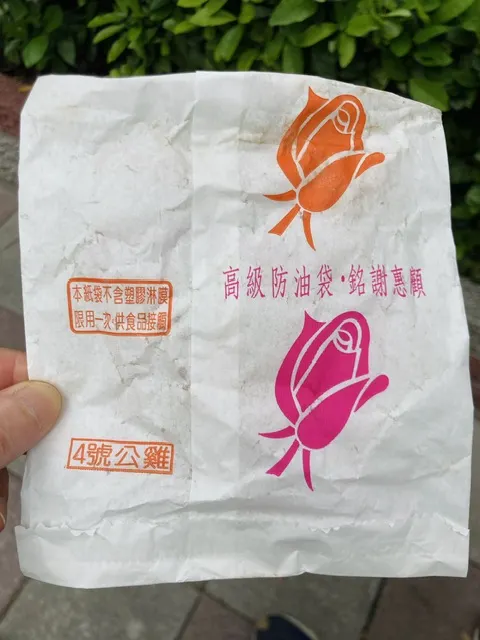 高級防油袋·銘謝惠顧
本紙袋不含塑膠淋膜
限用一次·供食品接觸
4號公雞